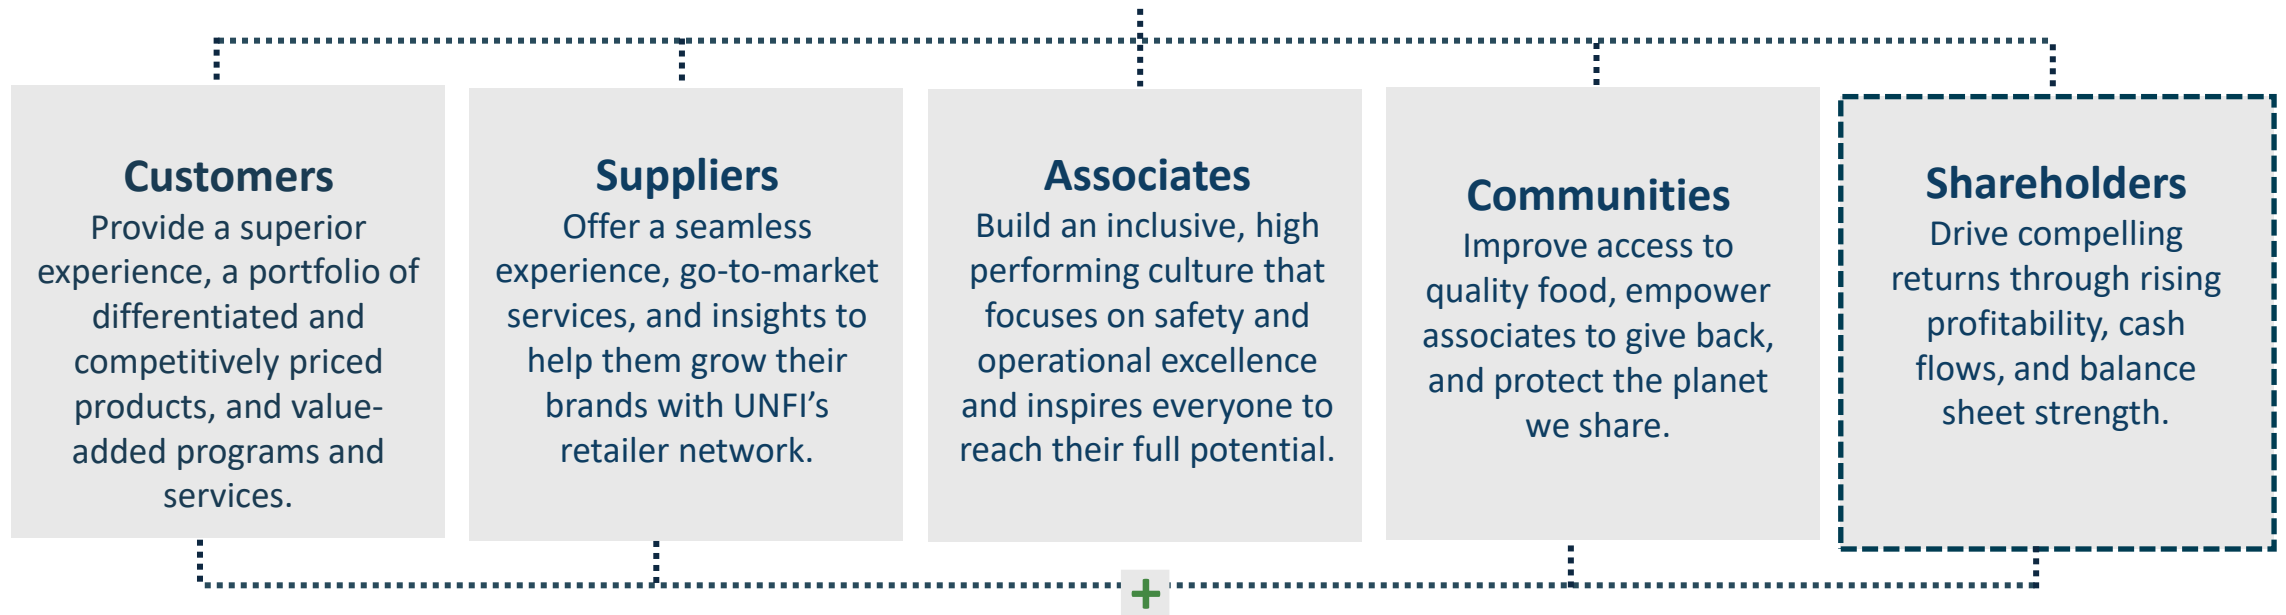 Customers
Provide a superior
experience, a portfolio of
differentiated and
competitively priced
products, and value-
added programs and
services.
Suppliers
Offer a seamless
experience, go-to-market
services, and insights to
help them grow their
brands with UNFI’s
retailer network.
Associates
Build an inclusive, high
performing culture that
focuses on safety and
operational excellence
and inspires everyone to
reach their full potential.
Communities
Improve access to
quality food, empower
associates to give back,
and protect the planet
we share.
Shareholders
Drive compelling
returns through rising
profitability, cash
flows, and balance
sheet strength.
+